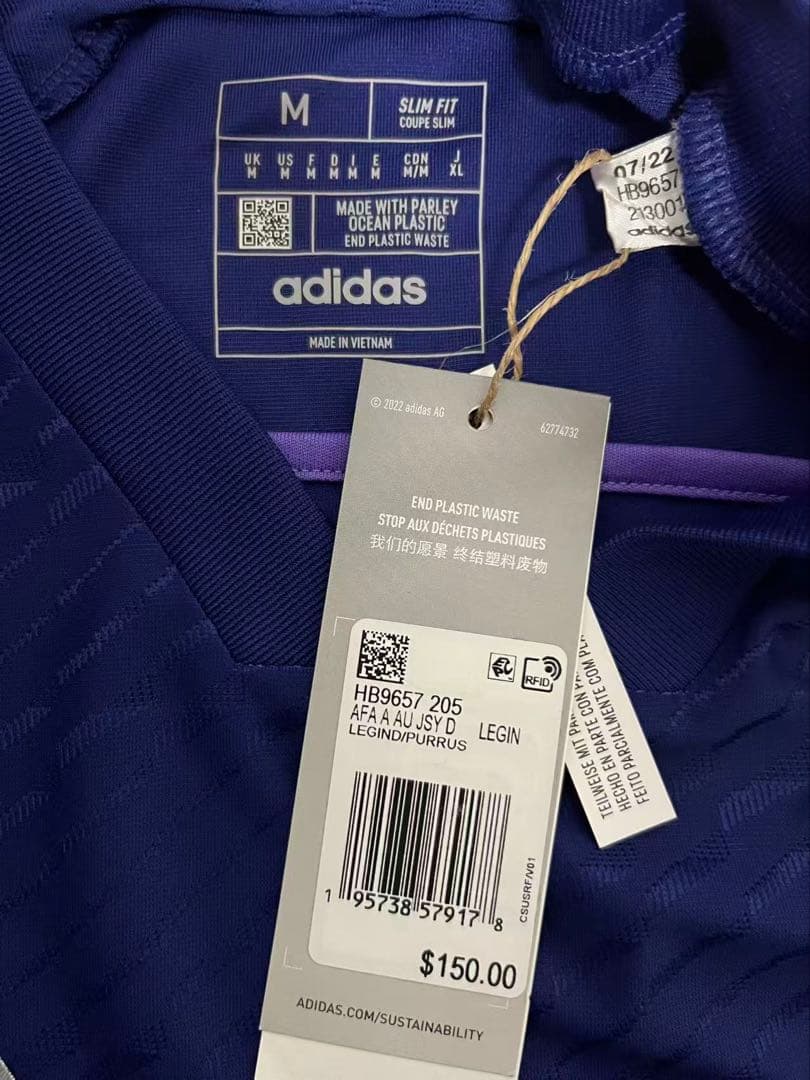 M
SLIM FIT
COUPE SLIM
UK US F D I E CDN J
M M M M M M M/M XL
MADE WITH PARLEY
OCEAN PLASTIC
END PLASTIC WASTE
adidas
MADE IN VIETNAM
07/22
HB9657
213001
adidas
© 2022 adidas AG
62774732
END PLASTIC WASTE
STOP AUX DÉCHETS PLASTIQUES
我们的愿景 终结塑料废物
RFID
HB9657 205
AFA A AU JSY D LEGIN
LEGIND/PURRUS
1 95738 57917 8
CSUSRF/V01
$150.00
ADIDAS.COM/SUSTAINABILITY
TEILWEISE MIT
HECHO EN PARTE CON
FEITO PARCIALMENTE COM